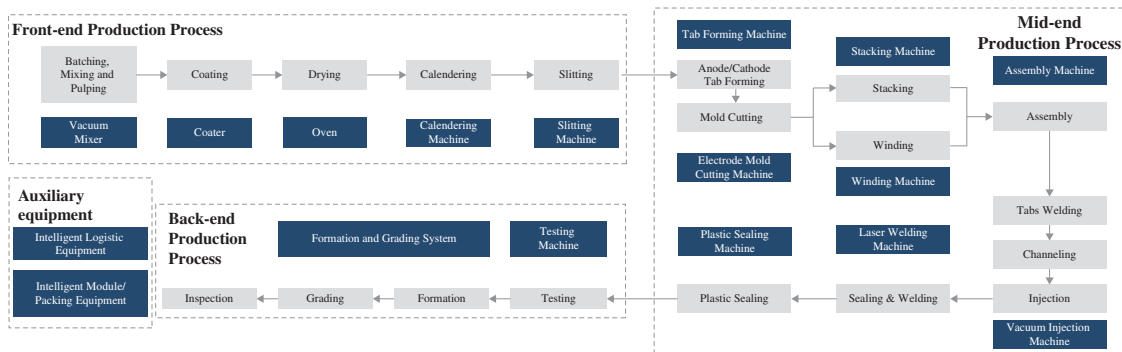 Front-end Production Process
Batching,
Mixing and
Pulping
Coating
Drying
Calendering
Slitting
Vacuum
Mixer
Coater
Oven
Calendering
Machine
Slitting
Machine
Mid-end
Production Process
Tab Forming Machine
Stacking Machine
Assembly Machine
Anode/Cathode
Tab Forming
Stacking
Mold Cutting
Assembly
Winding
Electrode Mold
Cutting Machine
Winding Machine
Tabs Welding
Plastic Sealing
Machine
Laser Welding
Machine
Channeling
Plastic Sealing
Sealing & Welding
Injection
Vacuum Injection
Machine
Auxiliary
equipment
Intelligent Logistic
Equipment
Intelligent Module/
Packing Equipment
Back-end
Production
Process
Formation and Grading System
Testing
Machine
Inspection
Grading
Formation
Testing